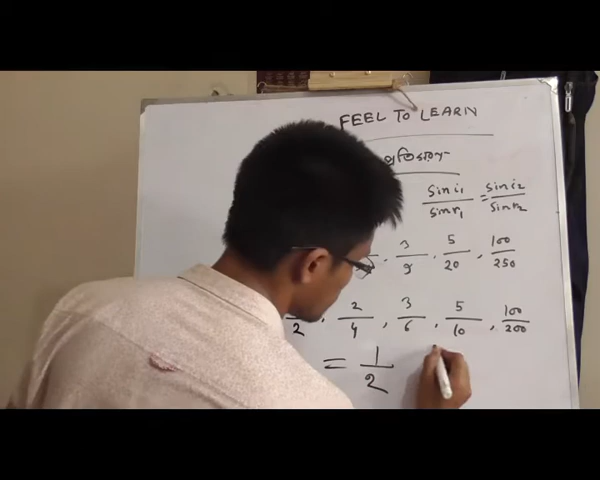 FEEL TO LEARN
প্রতিসরণ
sin i₁/sin r₁ = sin i₂/sin r₂
, 3/9 , 5/20 , 100/250
2 , 2/4 , 3/6 , 5/10 , 100/200
= 1/2